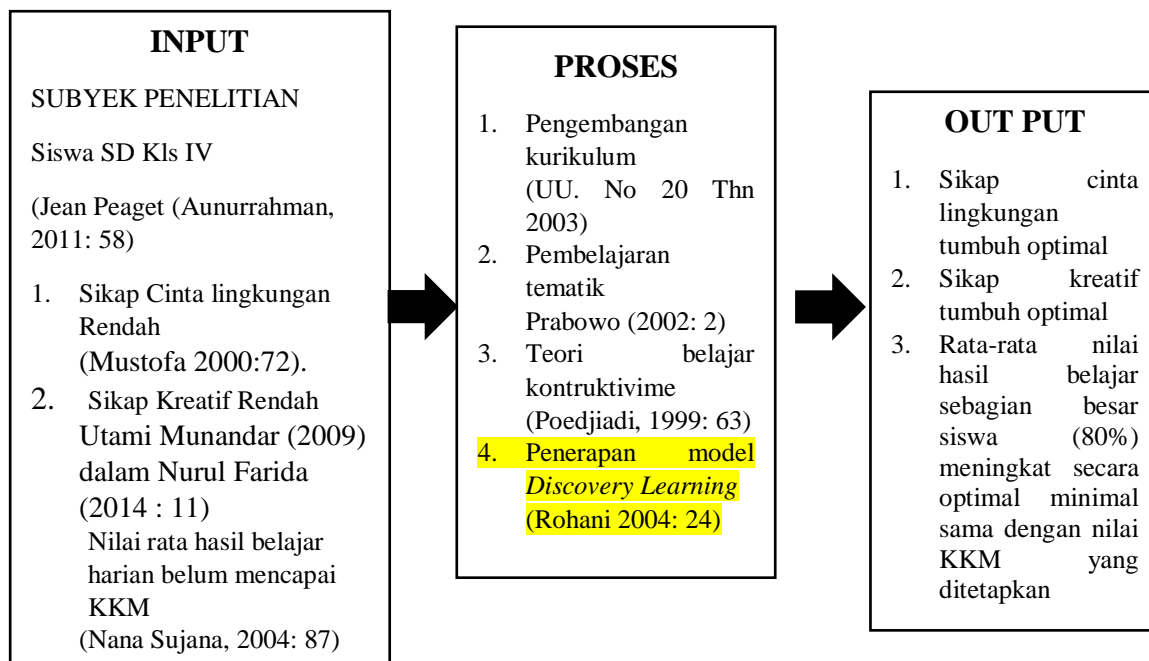 INPUT
SUBYEK PENELITIAN
Siswa SD Kls IV
(Jean Peaget (Aunurrahman,
2011: 58)
1. Sikap Cinta lingkungan
Rendah
(Mustofa 2000:72).
2. Sikap Kreatif Rendah
Utami Munandar (2009)
dalam Nurul Farida
(2014 : 11)
Nilai rata hasil belajar
harian belum mencapai
KKM
(Nana Sujana, 2004: 87)
PROSES
1. Pengembangan
kurikulum
(UU. No 20 Thn
2003)
2. Pembelajaran
tematik
Prabowo (2002: 2)
3. Teori belajar
kontruktivime
(Poedjiadi, 1999: 63)
4. Penerapan model
Discovery Learning
(Rohani 2004: 24)
OUT PUT
1. Sikap cinta
lingkungan
tumbuh optimal
2. Sikap kreatif
tumbuh optimal
3. Rata-rata nilai
hasil belajar
sebagian besar
siswa (80%)
meningkat secara
optimal minimal
sama dengan nilai
KKM yang
ditetapkan